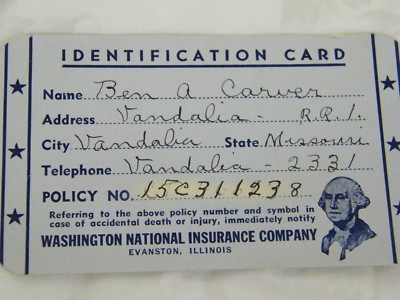 IDENTIFICATION CARD
Name Ben A Carver
Address Vandalia - R.R.1.
City Vandalia State Missouri
Telephone Vandalia - 2331
POLICY NO. 15C311238
Referring to the above policy number and symbol in
case of accidental death or injury, immediately notify
WASHINGTON NATIONAL INSURANCE COMPANY
EVANSTON, ILLINOIS